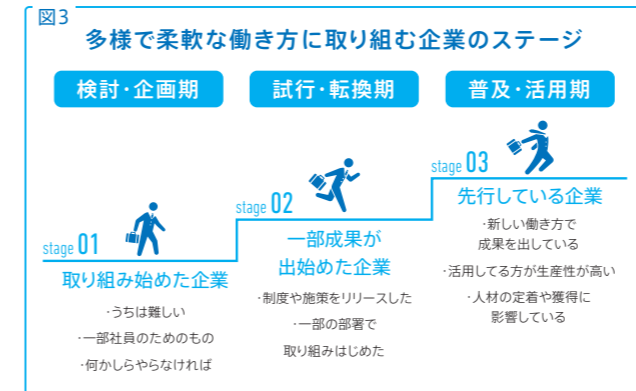 図3
多様で柔軟な働き方に取り組む企業のステージ
検討・企画期
試行・転換期
普及・活用期
stage 01
取り組み始めた企業
・うちは難しい
・一部社員のためのもの
・何かしらやらなければ
stage 02
一部成果が
出始めた企業
・制度や施策をリリースした
・一部の部署で
取り組みはじめた
stage 03
先行している企業
・新しい働き方で
成果を出している
・活用してる方が生産性が高い
・人材の定着や獲得に
影響している